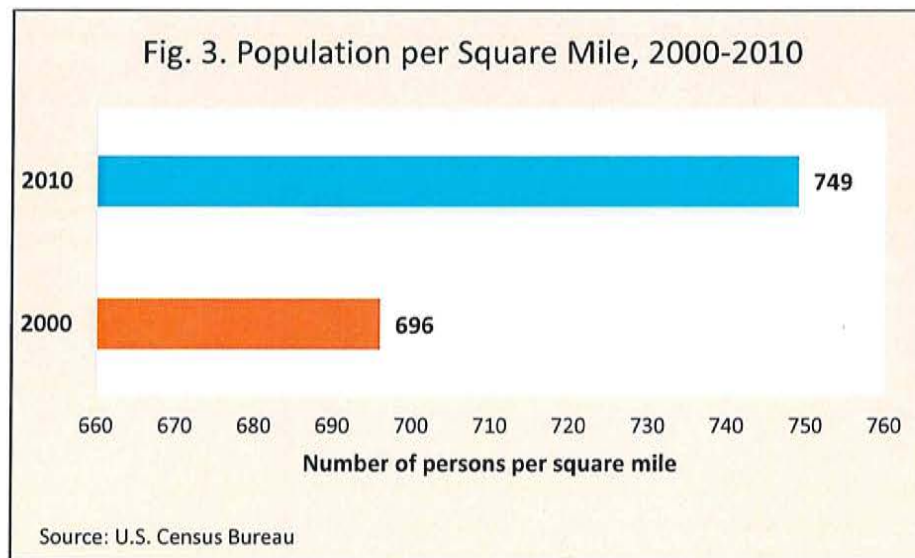 Fig. 3. Population per Square Mile, 2000-2010
2010
749
2000
696
660 670 680 690 700 710 720 730 740 750 760
Number of persons per square mile
Source: U.S. Census Bureau